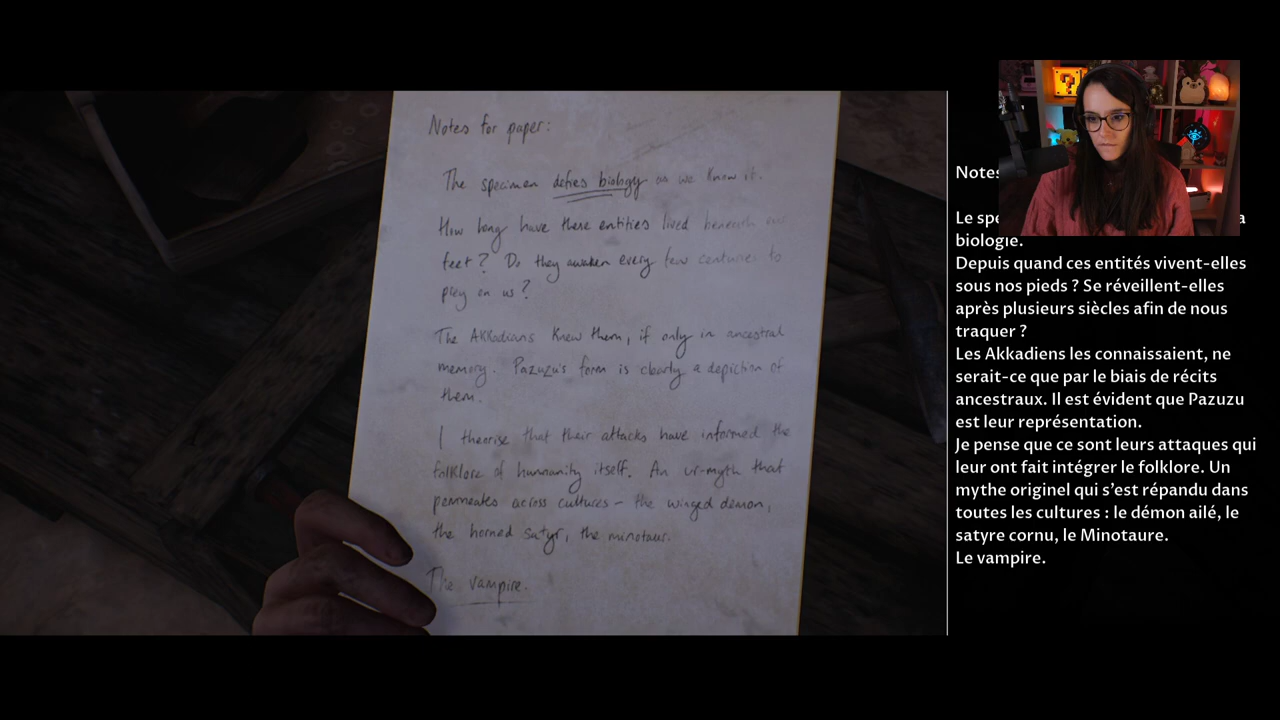 Notes for paper:
The specimen defies biology as we know it.
How long have these entities lived beneath our
feet? Do they awaken every few centuries to
prey on us?
The Akkadians knew them, if only in ancestral
memory. Pazuzu's form is clearly a depiction of
them.
I theorise that their attacks have informed the
folklore of humanity itself. An ur-myth that
permeates across cultures – the winged demon,
the horned satyr, the minotaur.
The vampire.
Notes
Le spe
biologie.
Depuis quand ces entités vivent-elles
sous nos pieds ? Se réveillent-elles
après plusieurs siècles afin de nous
traquer ?
Les Akkadiens les connaissaient, ne
serait-ce que par le biais de récits
ancestraux. Il est évident que Pazuzu
est leur représentation.
Je pense que ce sont leurs attaques qui
leur ont fait intégrer le folklore. Un
mythe originel qui s'est répandu dans
toutes les cultures : le démon ailé, le
satyre cornu, le Minotaure.
Le vampire.